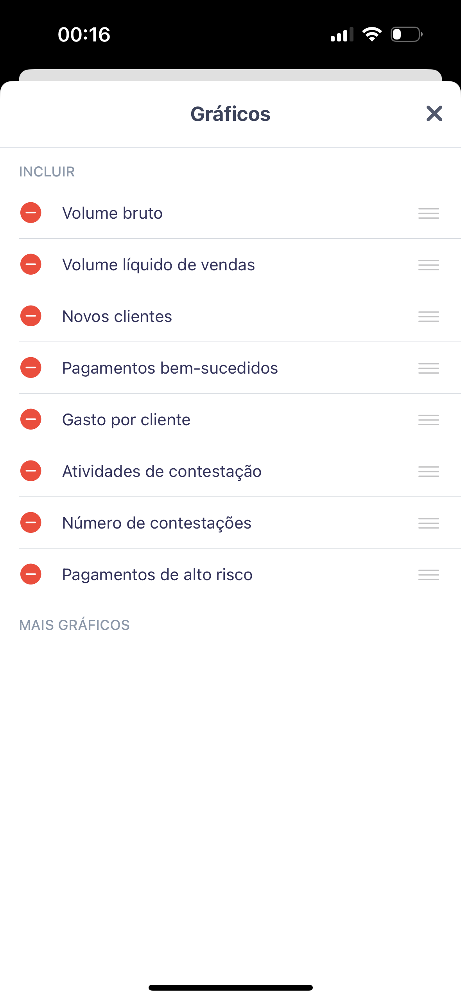 00:16
Gráficos
INCLUIR
Volume bruto
Volume líquido de vendas
Novos clientes
Pagamentos bem-sucedidos
Gasto por cliente
Atividades de contestação
Número de contestações
Pagamentos de alto risco
MAIS GRÁFICOS